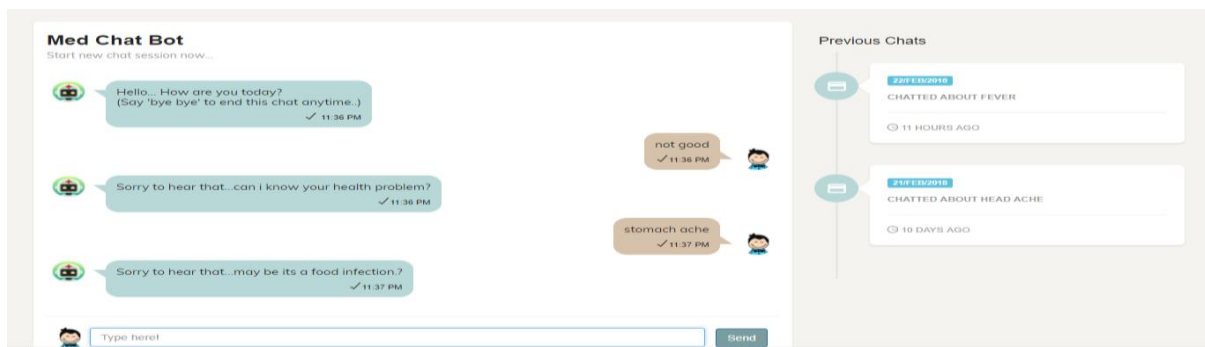 Med Chat Bot
Start new chat session now...
Hello... How are you today?
(Say 'bye bye' to end this chat anytime..)
✓ 11:36 PM
not good
✓ 11:36 PM
Sorry to hear that...can i know your health problem?
✓ 11:36 PM
stomach ache
✓ 11:37 PM
Sorry to hear that...may be its a food infection.?
✓ 11:37 PM
Type here!
Send
Previous Chats
22/FEB/2018
CHATTED ABOUT FEVER
11 HOURS AGO
21/FEB/2018
CHATTED ABOUT HEAD ACHE
10 DAYS AGO